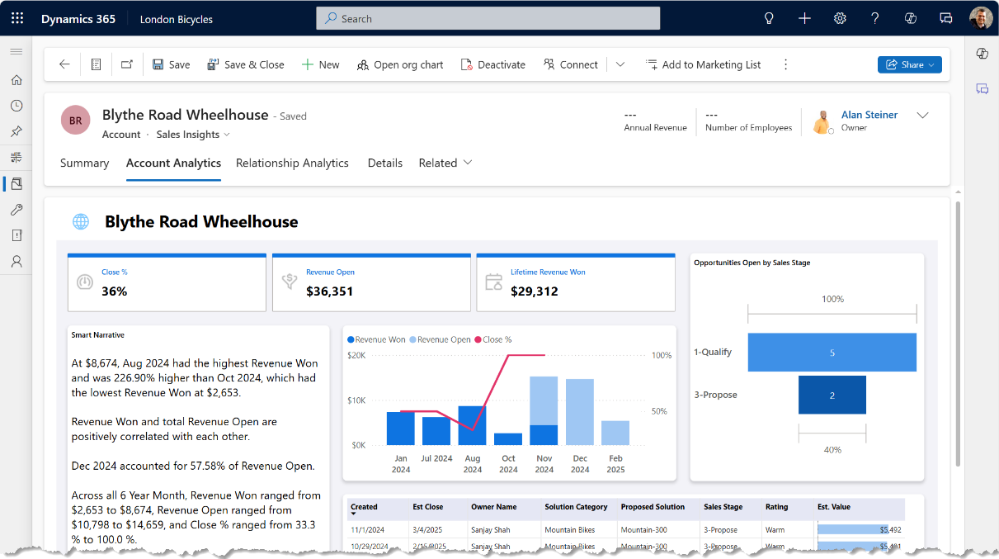 Dynamics 365
London Bicycles
Search
Save
Save & Close
New
Open org chart
Deactivate
Connect
Add to Marketing List
Share
BR
Blythe Road Wheelhouse - Saved
Account · Sales Insights
---
Annual Revenue
---
Number of Employees
Alan Steiner
Owner
Summary
Account Analytics
Relationship Analytics
Details
Related
Blythe Road Wheelhouse
Close %
36%
Revenue Open
$36,351
Lifetime Revenue Won
$29,312
Smart Narrative
At $8,674, Aug 2024 had the highest Revenue Won
and was 226.90% higher than Oct 2024, which had
the lowest Revenue Won at $2,653.
Revenue Won and total Revenue Open are
positively correlated with each other.
Dec 2024 accounted for 57.58% of Revenue Open.
Across all 6 Year Month, Revenue Won ranged from
$2,653 to $8,674, Revenue Open ranged from
$10,798 to $14,659, and Close % ranged from 33.3
% to 100.0 %.
Revenue Won Revenue Open Close %
$20K
100%
$10K
50%
$0K
Jan
2024
Jul 2024
Aug
2024
Oct
2024
Nov
2024
Dec
2024
Feb
2025
Opportunities Open by Sales Stage
100%
1-Qualify
5
3-Propose
2
40%
Created Est Close Owner Name Solution Category Proposed Solution Sales Stage Rating Est. Value
11/1/2024 3/4/2025 Sanjay Shah Mountain Bikes Mountain-300 3-Propose Warm $5,492
10/29/2024 2/15/2025 Sanjay Shah Mountain Bikes Mountain-300 3-Propose Warm